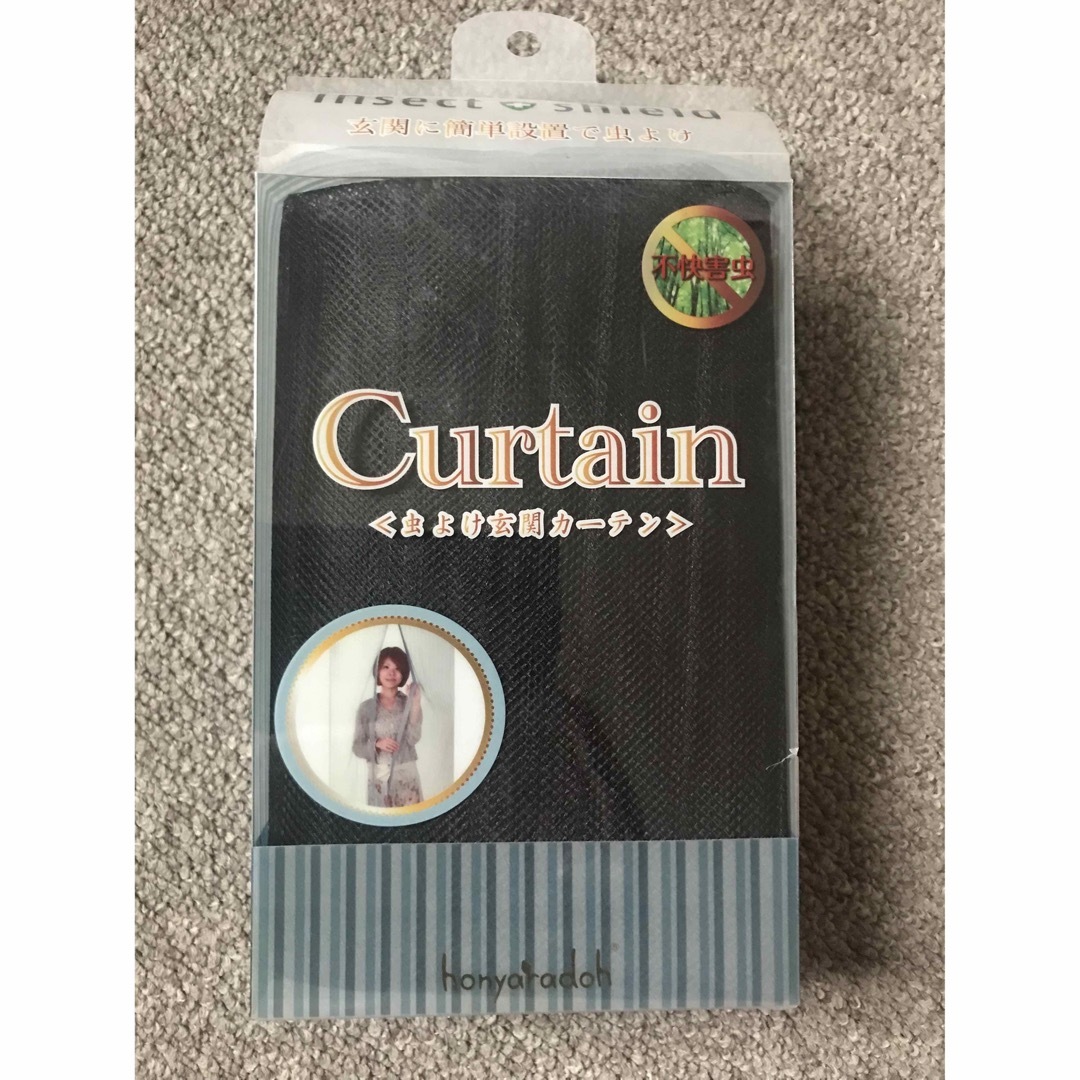 insect shield
玄関に簡単設置で虫よけ
不快害虫
Curtain
<虫よけ玄関カーテン>
honyaradoh